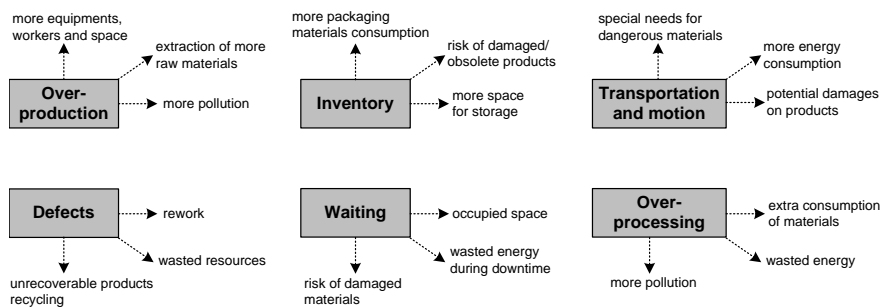 more equipments,
workers and space
extraction of more
raw materials
Over-
production
more pollution
more packaging
materials consumption
risk of damaged/
obsolete products
Inventory
more space
for storage
special needs for
dangerous materials
more energy
consumption
Transportation
and motion
potential damages
on products
Defects
rework
wasted resources
unrecoverable products
recycling
Waiting
occupied space
wasted energy
during downtime
risk of damaged
materials
Over-
processing
extra consumption
of materials
wasted energy
more pollution